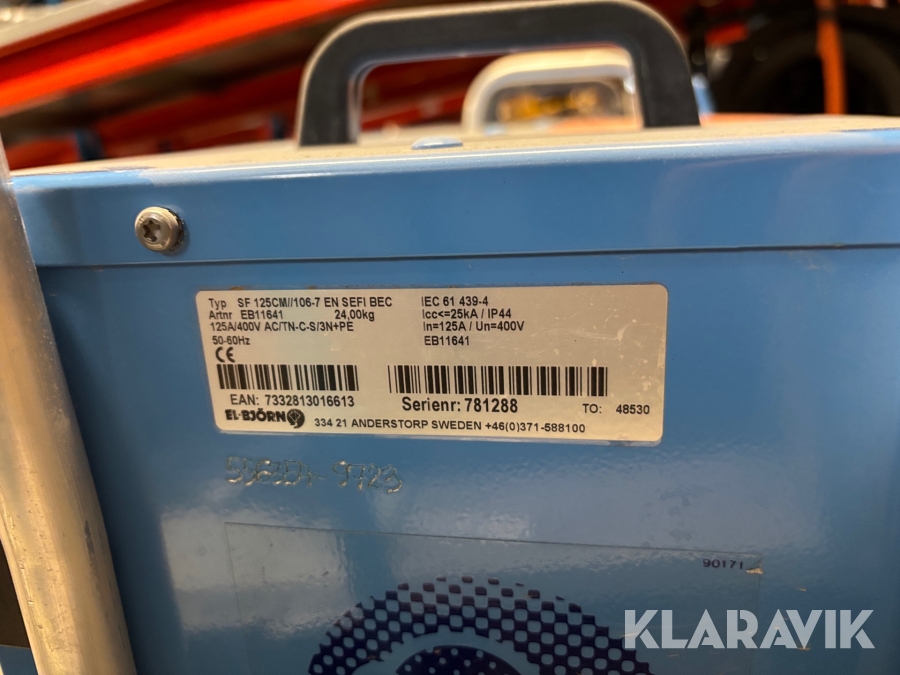 Typ SF 125CM//106-7 EN SEFI BEC
Artnr EB11641 24,00kg
125A/400V AC/TN-C-S/3N+PE
50-60Hz
CE
IEC 61 439-4
Icc<=25kA / IP44
In=125A / Un=400V
EB11641
EAN: 7332813016613
Serienr: 781288
TO: 48530
EL-BJÖRN
334 21 ANDERSTORP SWEDEN +46(0)371-588100
90171
KLARAVIK